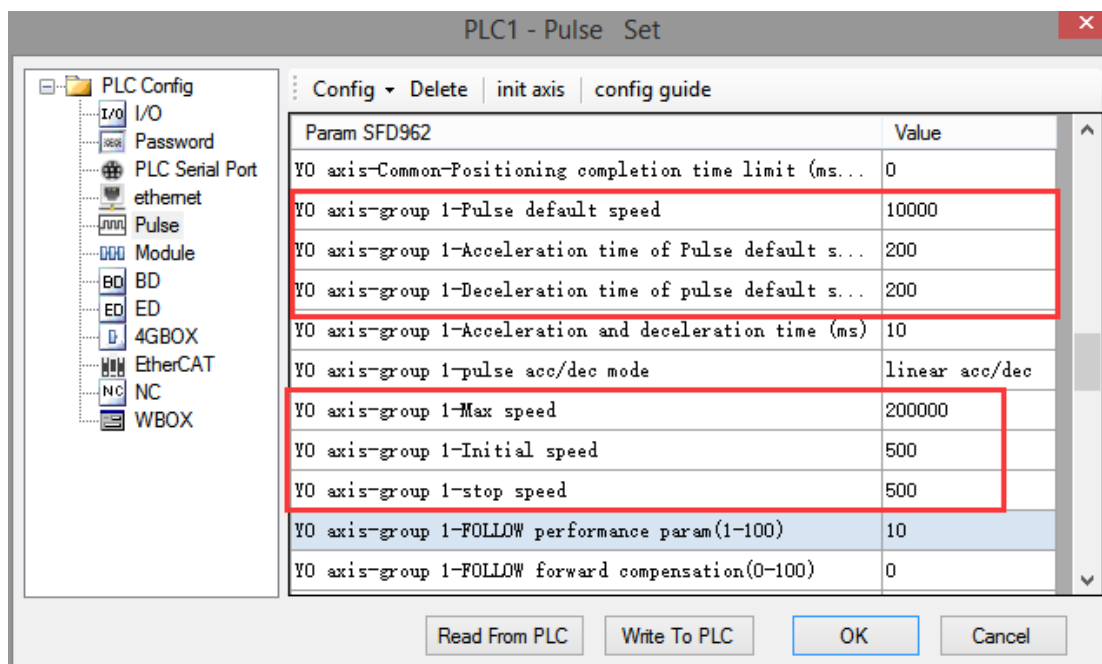 PLC1 - Pulse Set
PLC Config
I/O I/O
Password
PLC Serial Port
ethernet
Pulse
Module
BD BD
ED ED
4GBOX
EtherCAT
NC NC
WBOX
Config Delete init axis config guide
Param SFD962 Value
Y0 axis-Common-Positioning completion time limit (ms... 0
Y0 axis-group 1-Pulse default speed 10000
Y0 axis-group 1-Acceleration time of Pulse default s... 200
Y0 axis-group 1-Deceleration time of pulse default s... 200
Y0 axis-group 1-Acceleration and deceleration time (ms) 10
Y0 axis-group 1-pulse acc/dec mode linear acc/dec
Y0 axis-group 1-Max speed 200000
Y0 axis-group 1-Initial speed 500
Y0 axis-group 1-stop speed 500
Y0 axis-group 1-FOLLOW performance param(1-100) 10
Y0 axis-group 1-FOLLOW forward compensation(0-100) 0
Read From PLC Write To PLC OK Cancel